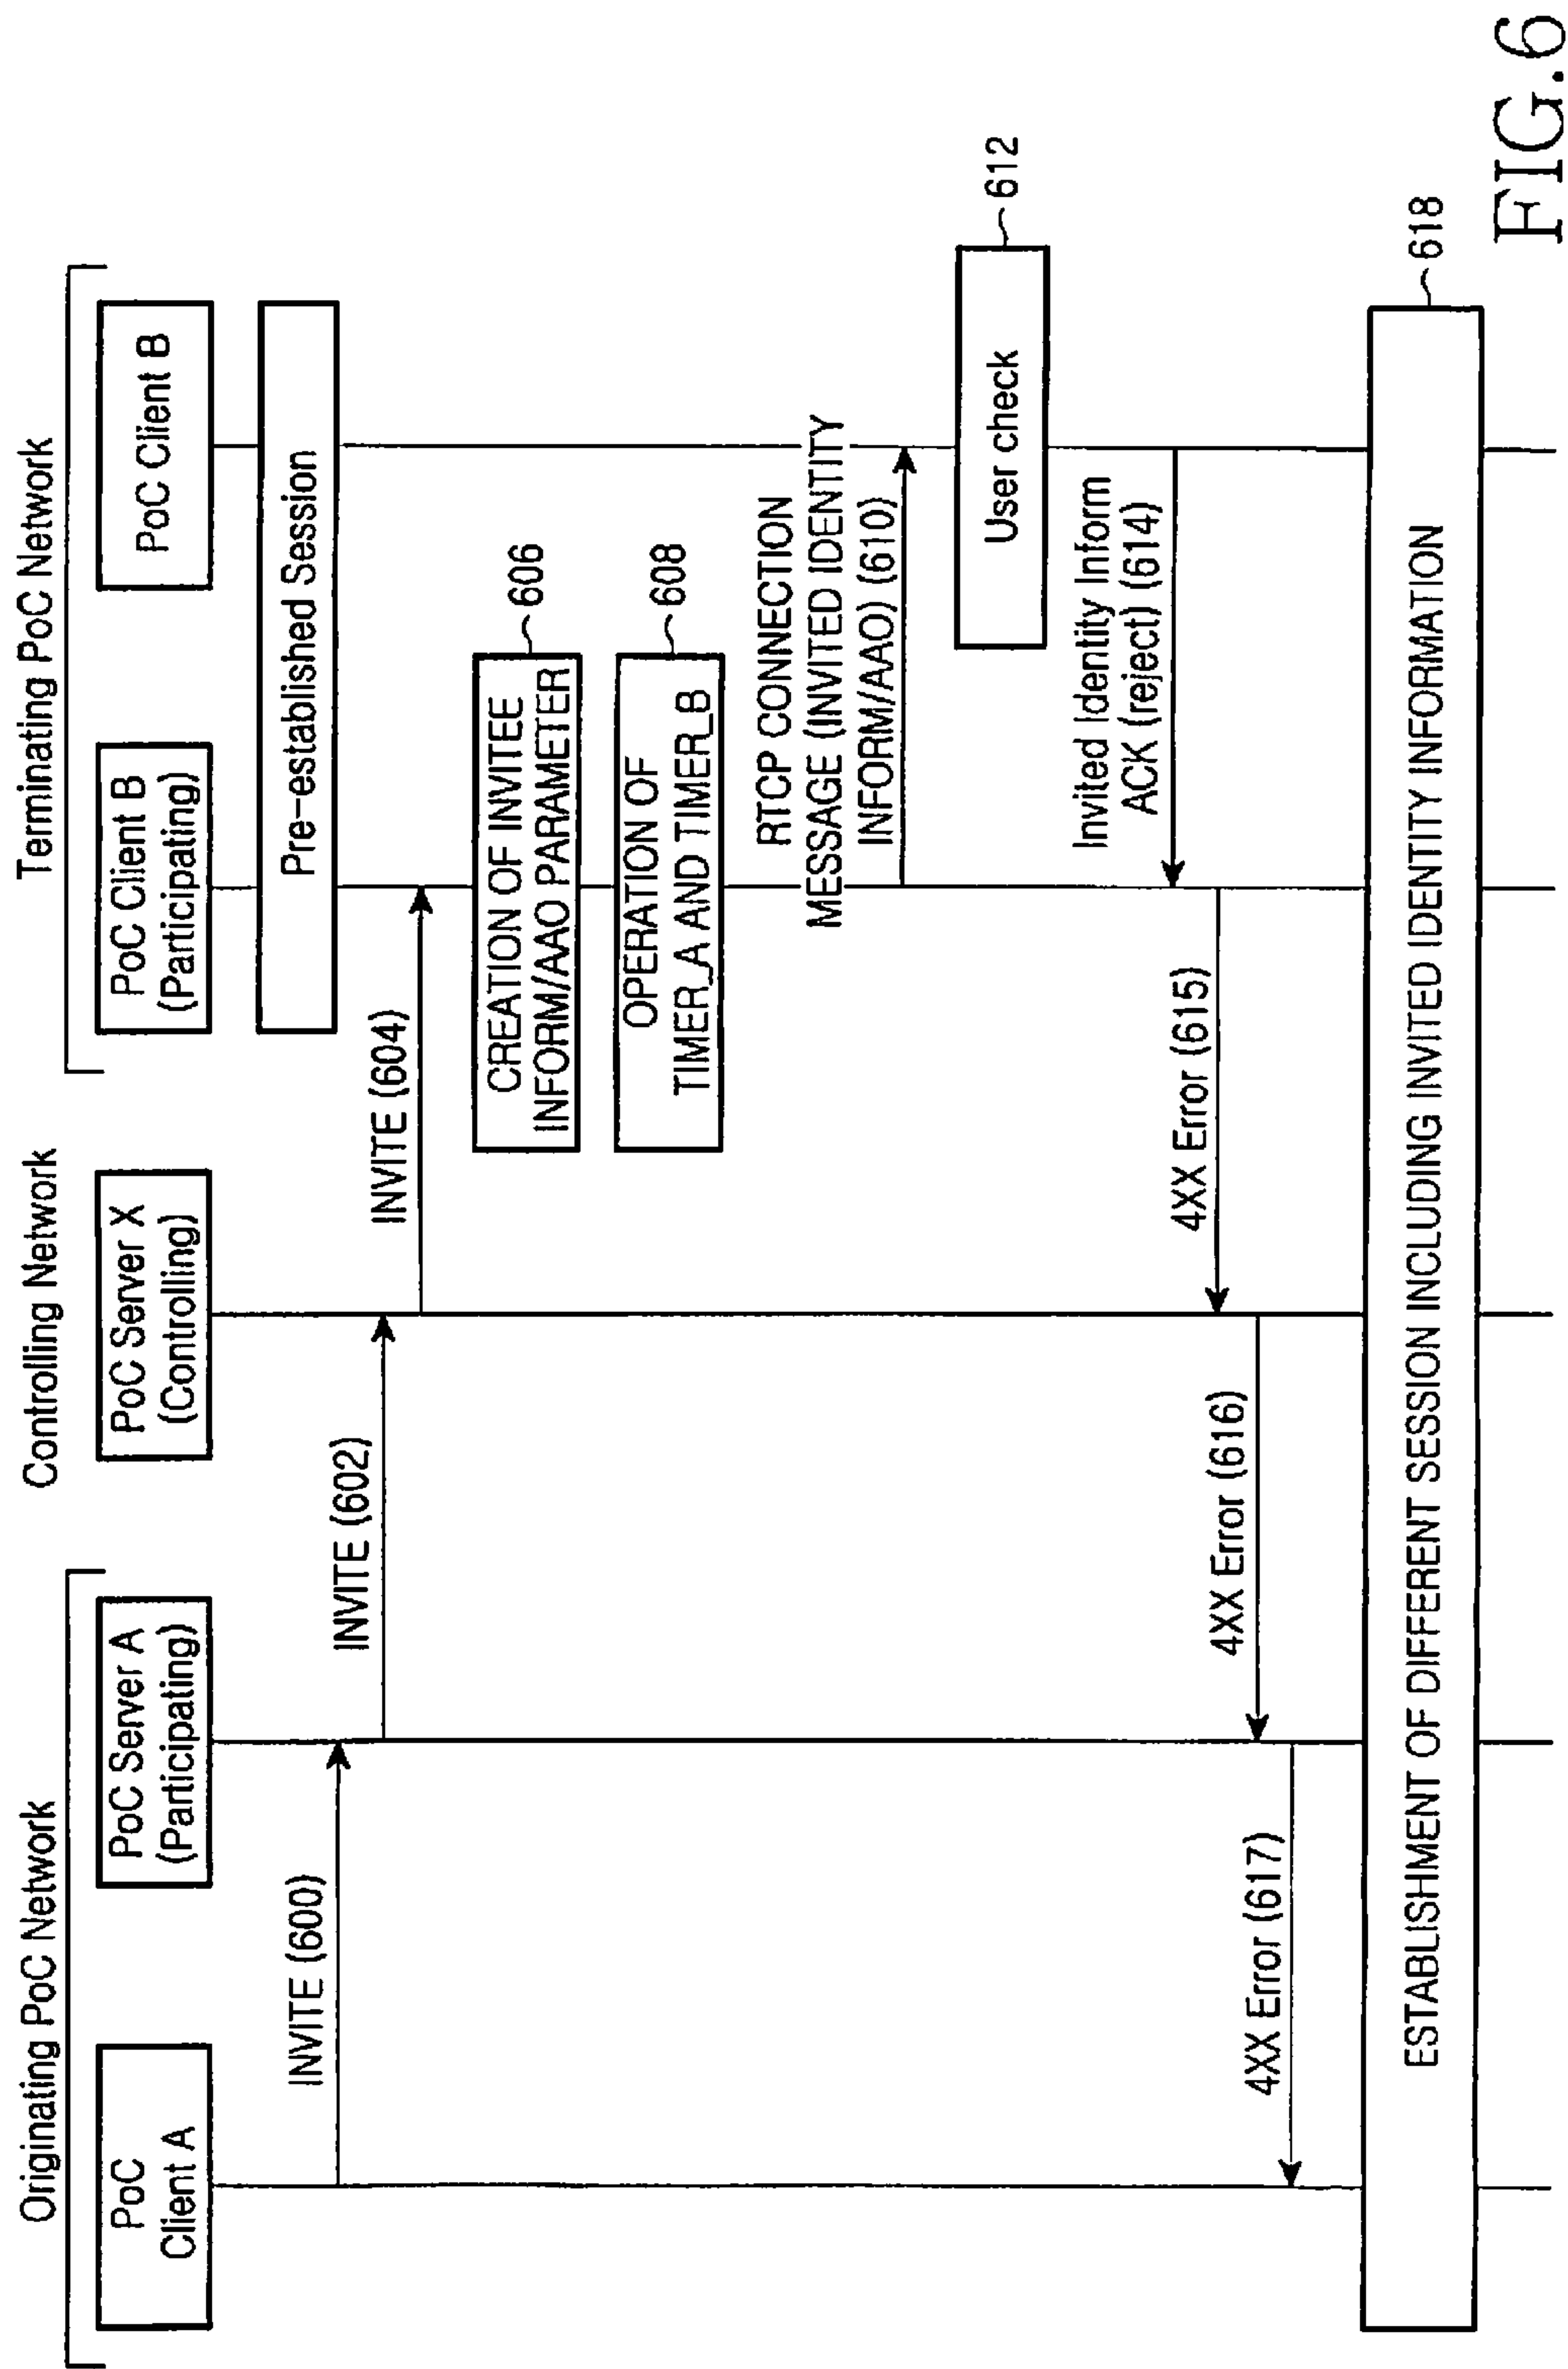 Originating PoC Network
Controlling Network
Terminating PoC Network
PoC
Client A
PoC Server A
(Participating)
PoC Server X
(Controlling)
PoC Client B
(Participating)
PoC Client B
Pre-established Session
INVITE (600)
INVITE (602)
INVITE (604)
CREATION OF INVITEE
INFORM/AAO PARAMETER
606
OPERATION OF
TIMER_A AND TIMER_B
608
RTCP CONNECTION
MESSAGE (INVITED IDENTITY
INFORM/AAO) (610)
User check
612
Invited Identity Inform
ACK (reject) (614)
4XX Error (615)
4XX Error (616)
4XX Error (617)
ESTABLISHMENT OF DIFFERENT SESSION INCLUDING INVITED IDENTITY INFORMATION
618
FIG.6